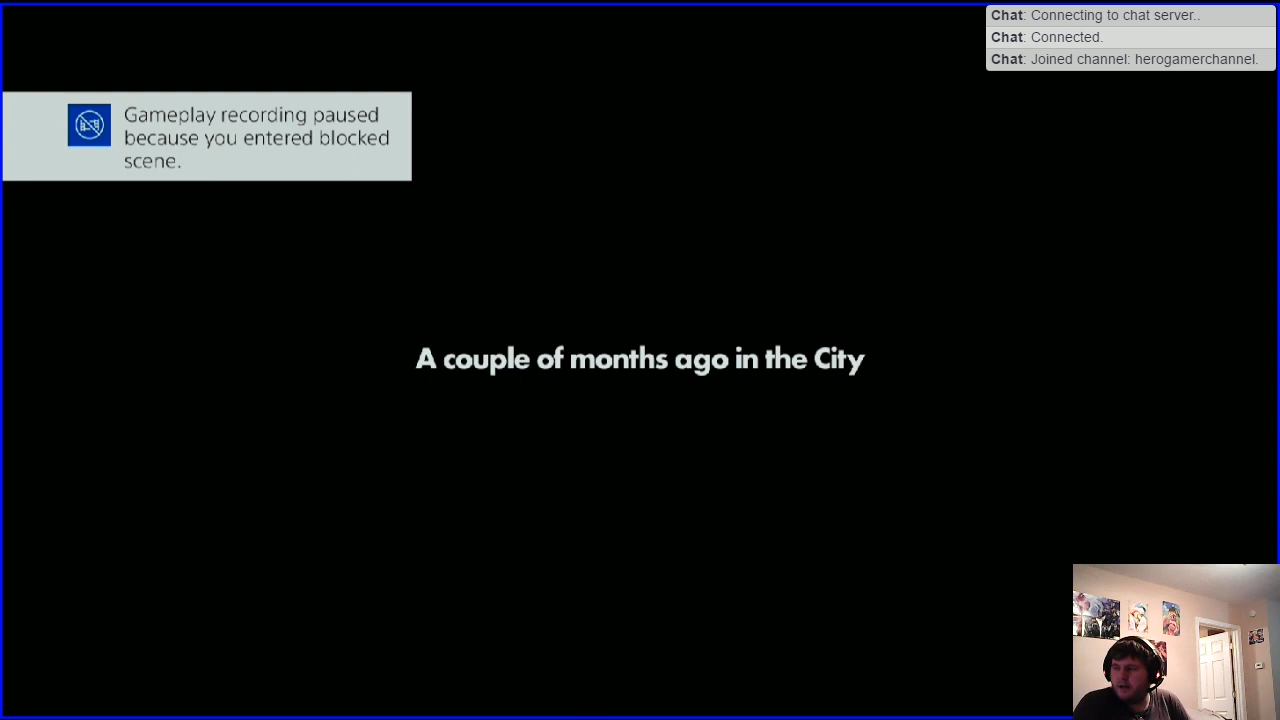 Chat: Connecting to chat server..
Chat: Connected.
Chat: Joined channel: herogamerchannel.
Gameplay recording paused
because you entered blocked
scene.
A couple of months ago in the City